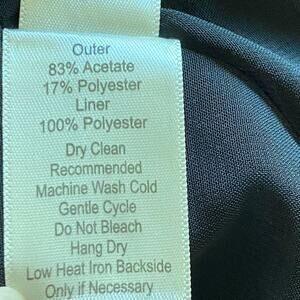 Outer
83% Acetate
17% Polyester
Liner
100% Polyester
Dry Clean
Recommended
Machine Wash Cold
Gentle Cycle
Do Not Bleach
Hang Dry
Low Heat Iron Backside
Only if Necessary